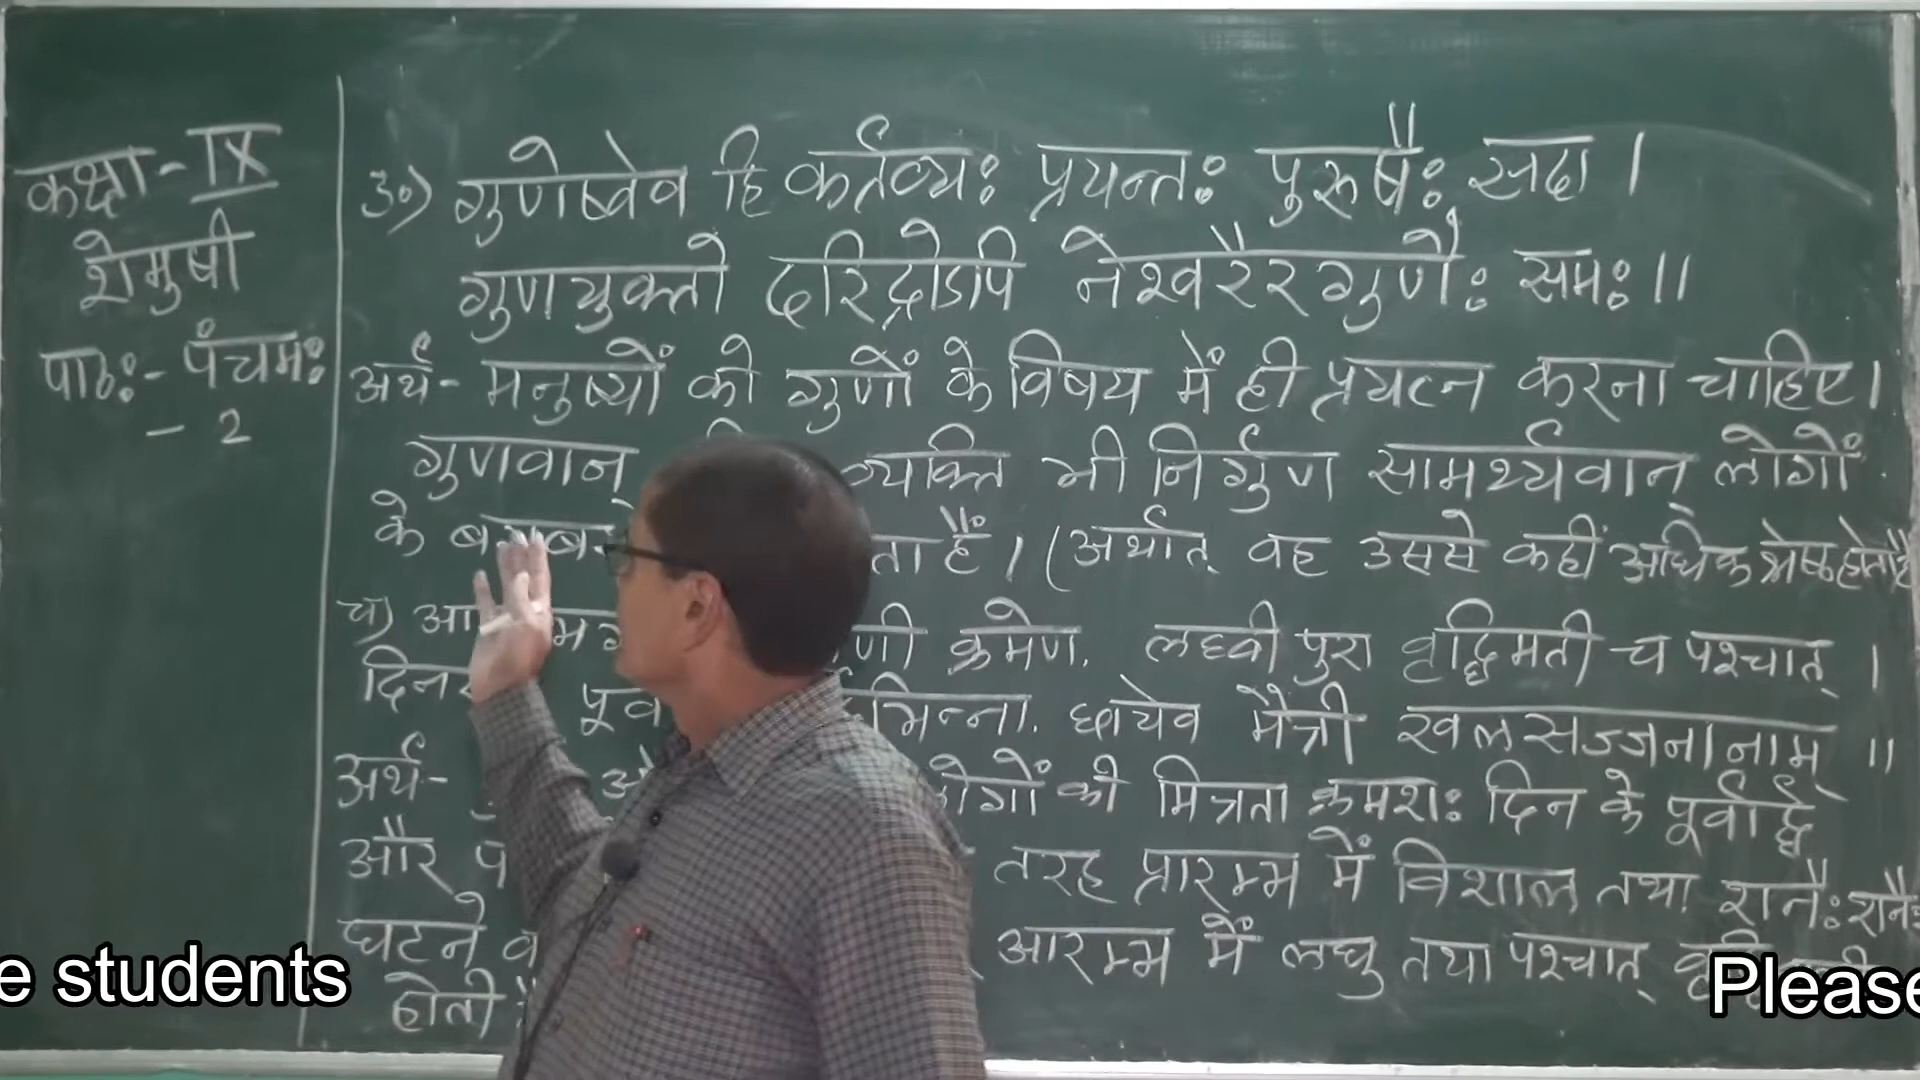 कक्षा - IX
शेमुषी
पाठः - पंचमः
- 2
ङ) गुणेष्वेव हि कर्तव्यः प्रयन्तः पुरुषैः सदा ।
गुणयुक्तो दरिद्रोऽपि नेश्वरैरगुणैः समः ॥
अर्थ - मनुष्यों को गुणों के विषय में ही प्रयत्न करना चाहिए ।
गुणवान् व्यक्ति भी निर्गुण सामर्थ्यवान् लोगों
के ता है । (अर्थात् वह उससे कहीं अधिक श्रेष्ठ होता है
च) क्रमेण. लघ्वी पुरा वृद्धिमती च पश्चात् ।
भिन्ना. छायेव मैत्री खलसज्जनानाम् ॥
अर्थ - लोगों की मित्रता क्रमशः दिन के पूर्वार्द्ध
और तरह प्रारम्भ में विशाल तथा शनैः शनैः
घटने आरम्भ में लघु तथा पश्चात्
होती
e students
Please